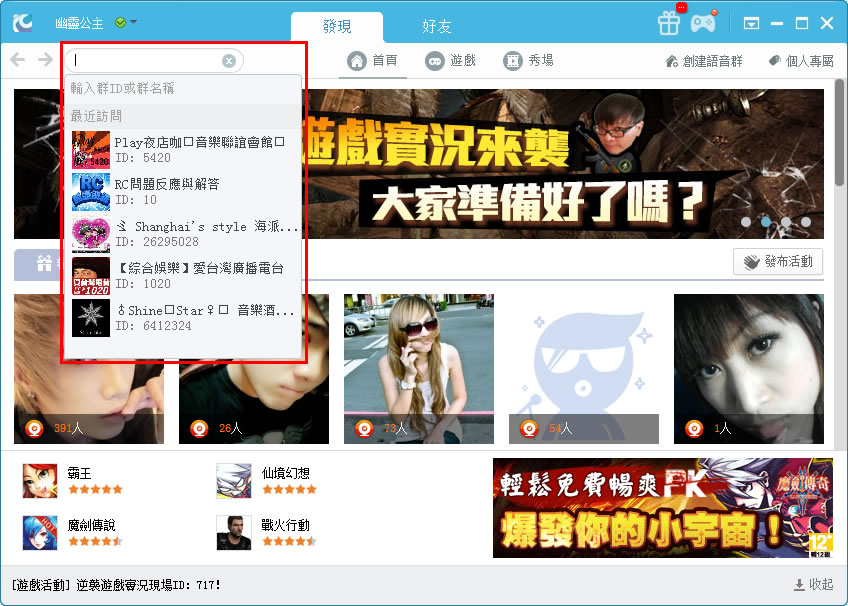 幽靈公主
發現
好友
首頁
遊戲
秀場
創建語音群
個人專屬
輸入群ID或群名稱
最近訪問
Play夜店咖□音樂聯誼會館□
ID: 5420
RC問題反應與解答
ID: 10
Shanghai's style 海派...
ID: 26295028
【綜合娛樂】愛台灣廣播電台
ID: 1020
♂Shine□Star♀□ 音樂酒...
ID: 6412324
遊戲實況來襲
大家準備好了嗎？
發布活動
391人
26人
73人
54人
1人
霸王
仙境幻想
魔劍傳說
戰火行動
輕鬆免費暢爽PK
爆發你的小宇宙！
魔劍傳奇
12+
輔12級
[遊戲活動] 逆襲遊戲實況現場ID: 717!
收起